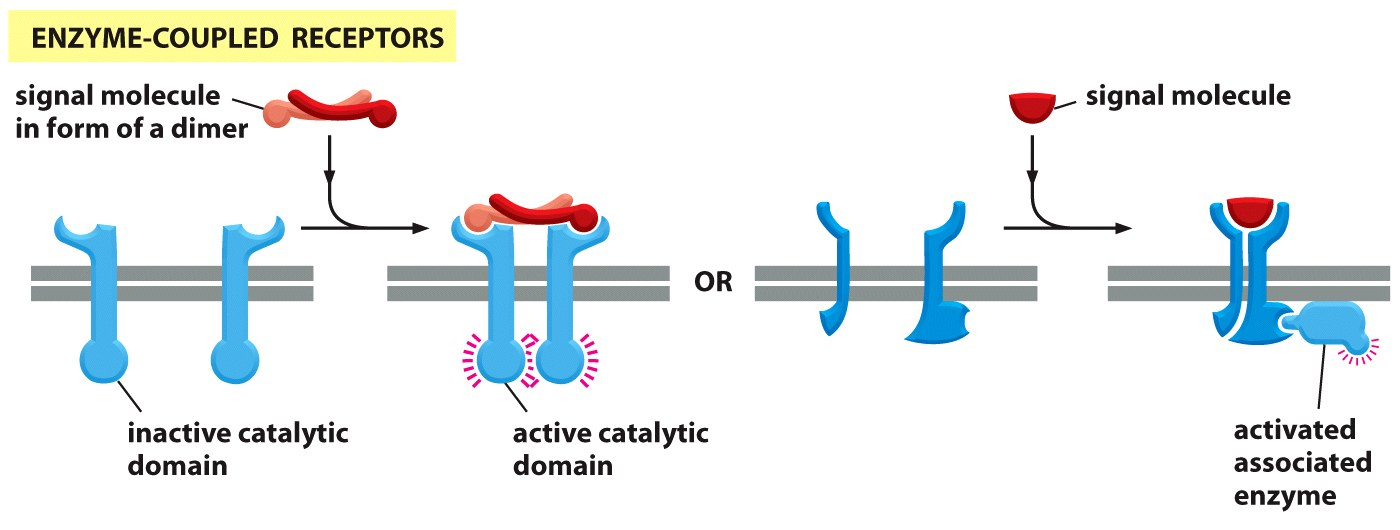 ENZYME-COUPLED RECEPTORS
signal molecule
in form of a dimer
signal molecule
OR
inactive catalytic
domain
active catalytic
domain
activated
associated
enzyme